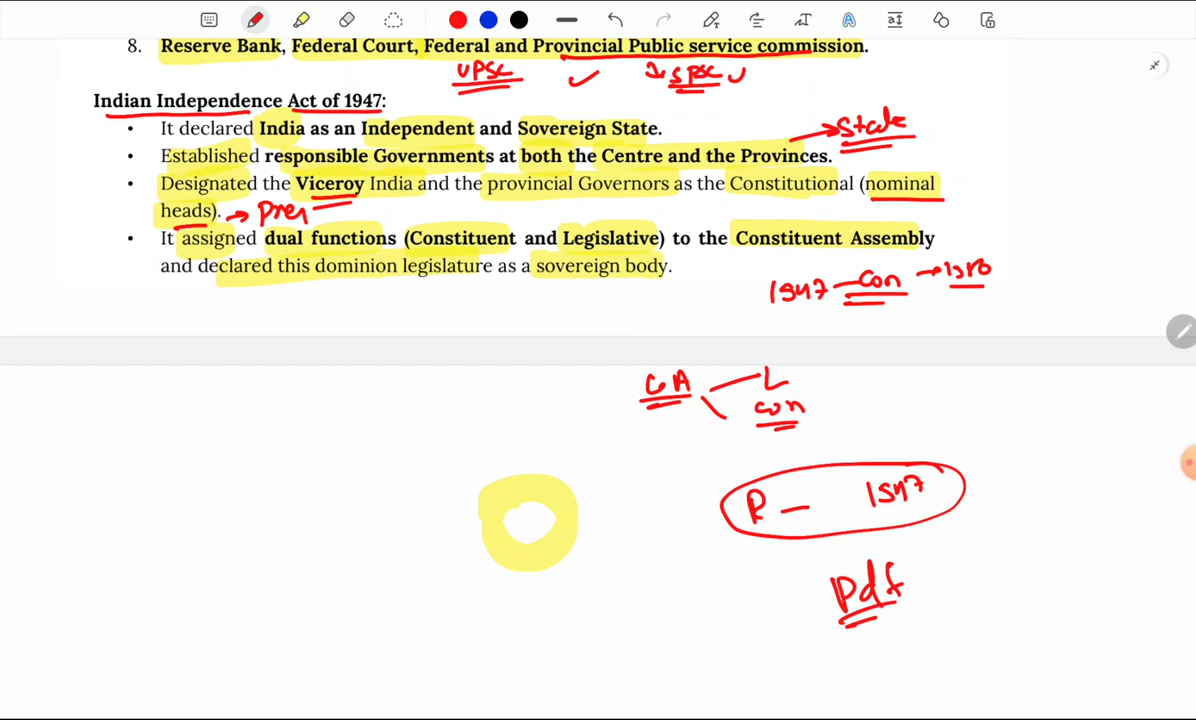 8. Reserve Bank, Federal Court, Federal and Provincial Public service commission.
UPSC SPSC
Indian Independence Act of 1947:
• It declared India as an Independent and Sovereign State.
State
• Established responsible Governments at both the Centre and the Provinces.
• Designated the Viceroy India and the provincial Governors as the Constitutional (nominal
heads). Pres
• It assigned dual functions (Constituent and Legislative) to the Constituent Assembly
and declared this dominion legislature as a sovereign body.
1947 - Con
CA L
Con
R - 1947
Pdf